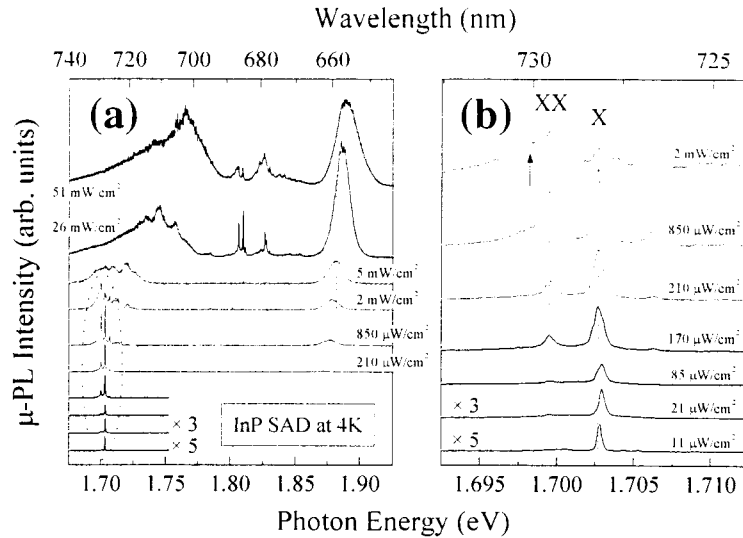 Wavelength (nm)
740 720 700 680 660
730 725
μ-PL Intensity (arb. units)
(a)
51 mW/cm²
26 mW/cm²
5 mW/cm²
2 mW/cm²
850 μW/cm²
210 μW/cm²
× 3
× 5
InP SAD at 4K
1.70 1.75 1.80 1.85 1.90
(b)
XX
X
2 mW/cm²
850 μW/cm²
210 μW/cm²
170 μW/cm²
85 μW/cm²
× 3
21 μW/cm²
× 5
11 μW/cm²
1.695 1.700 1.705 1.710
Photon Energy (eV)